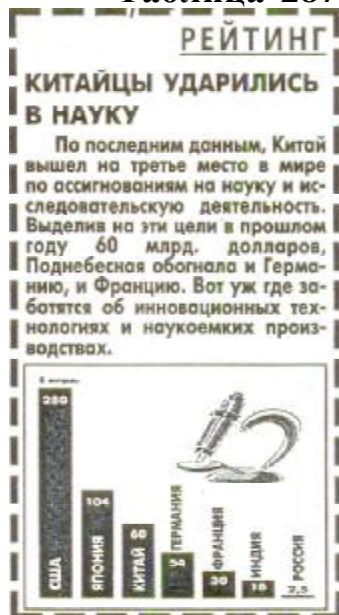 РЕЙТИНГ
КИТАЙЦЫ УДАРИЛИСЬ
В НАУКУ
По последним данным, Китай
вышел на третье место в мире
по ассигнованиям на науку и ис-
следовательскую деятельность.
Выделив на эти цели в прошлом
году 60 млрд. долларов,
Поднебесная обогнала и Герма-
нию, и Францию. Вот уж где за-
ботятся об инновационных тех-
нологиях и наукоемких произ-
водствах.
280
104
60
30
2,5
США
ЯПОНИЯ
КИТАЙ
ГЕРМАНИЯ
ФРАНЦИЯ
ИНДИЯ
РОССИЯ